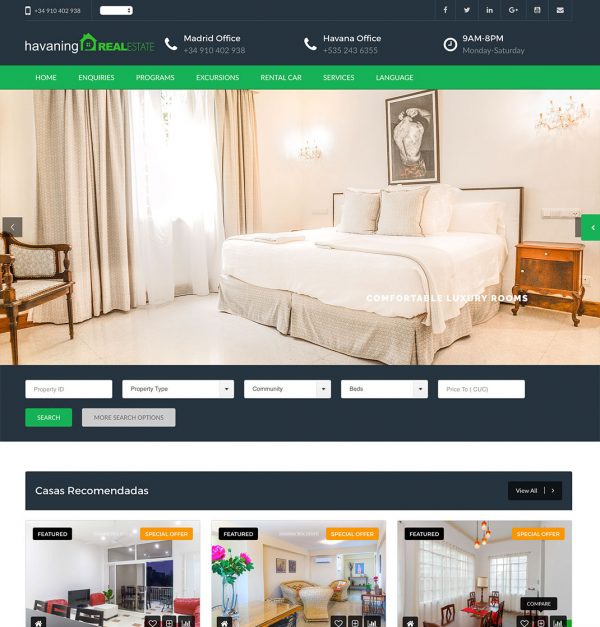 +34 910 402 938
havaning REALESTATE
Madrid Office
+34 910 402 938
Havana Office
+535 243 6355
9AM-8PM
Monday-Saturday
HOME ENQUIRIES PROGRAMS EXCURSIONS RENTAL CAR SERVICES LANGUAGE
COMFORTABLE LUXURY ROOMS
Property ID Property Type Community Beds Price To ( CUC)
SEARCH MORE SEARCH OPTIONS
Casas Recomendadas View All
FEATURED SPECIAL OFFER FEATURED SPECIAL OFFER FEATURED SPECIAL OFFER
COMPARE